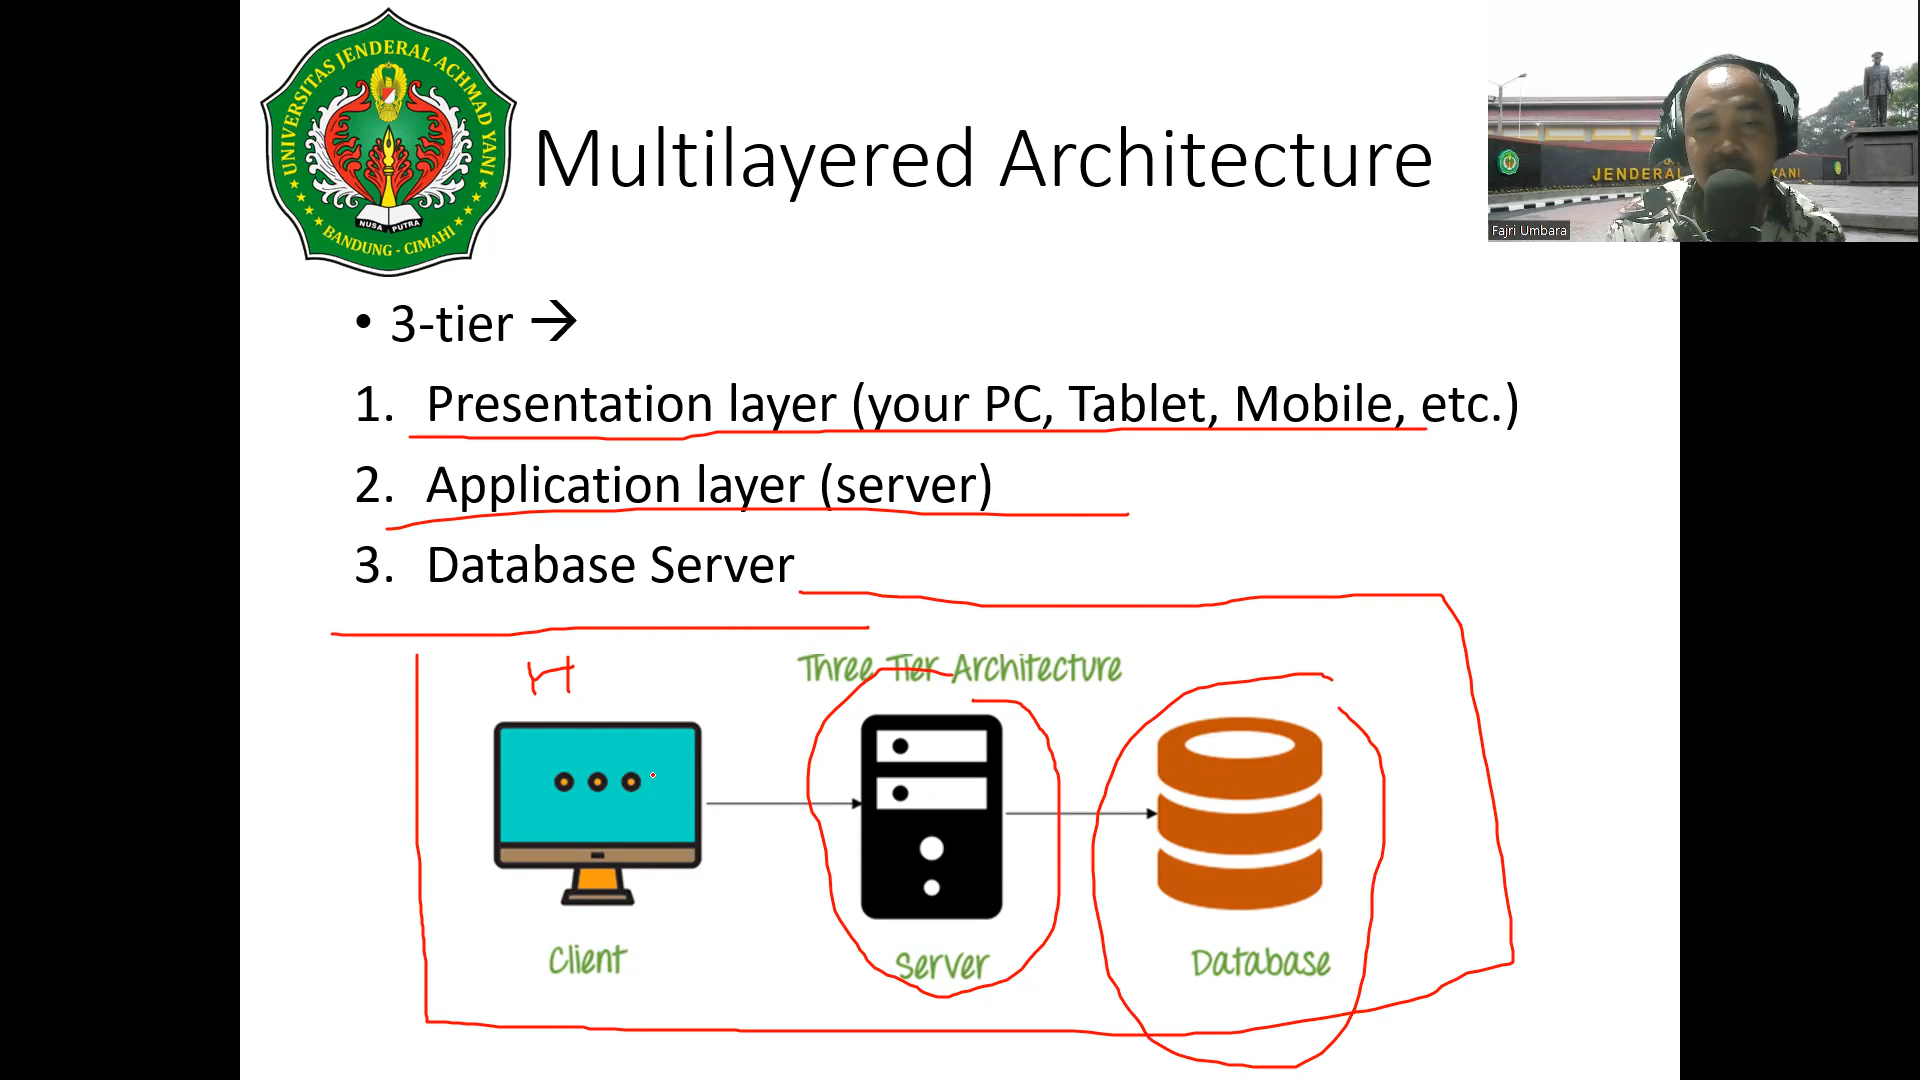 UNIVERSITAS JENDERAL ACHMAD YANI
NUSA PUTRA
BANDUNG - CIMAHI
Multilayered Architecture
JENDERAL YANI
Fajri Umbara
• 3-tier →
1. Presentation layer (your PC, Tablet, Mobile, etc.)
2. Application layer (server)
3. Database Server
H
Three Tier Architecture
Client
Server
Database